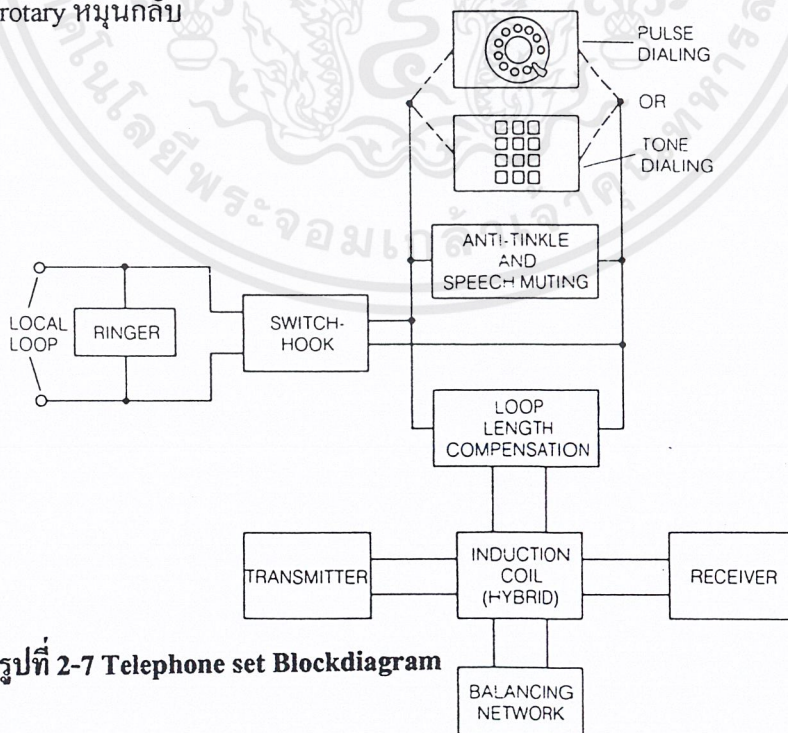 rotary หมุนกลับ
PULSE
DIALING
OR
TONE
DIALING
ANTI-TINKLE
AND
SPEECH MUTING
LOCAL
LOOP
RINGER
SWITCH-
HOOK
LOOP
LENGTH
COMPENSATION
TRANSMITTER
INDUCTION
COIL
(HYBRID)
RECEIVER
รูปที่ 2-7 Telephone set Blockdiagram
BALANCING
NETWORK